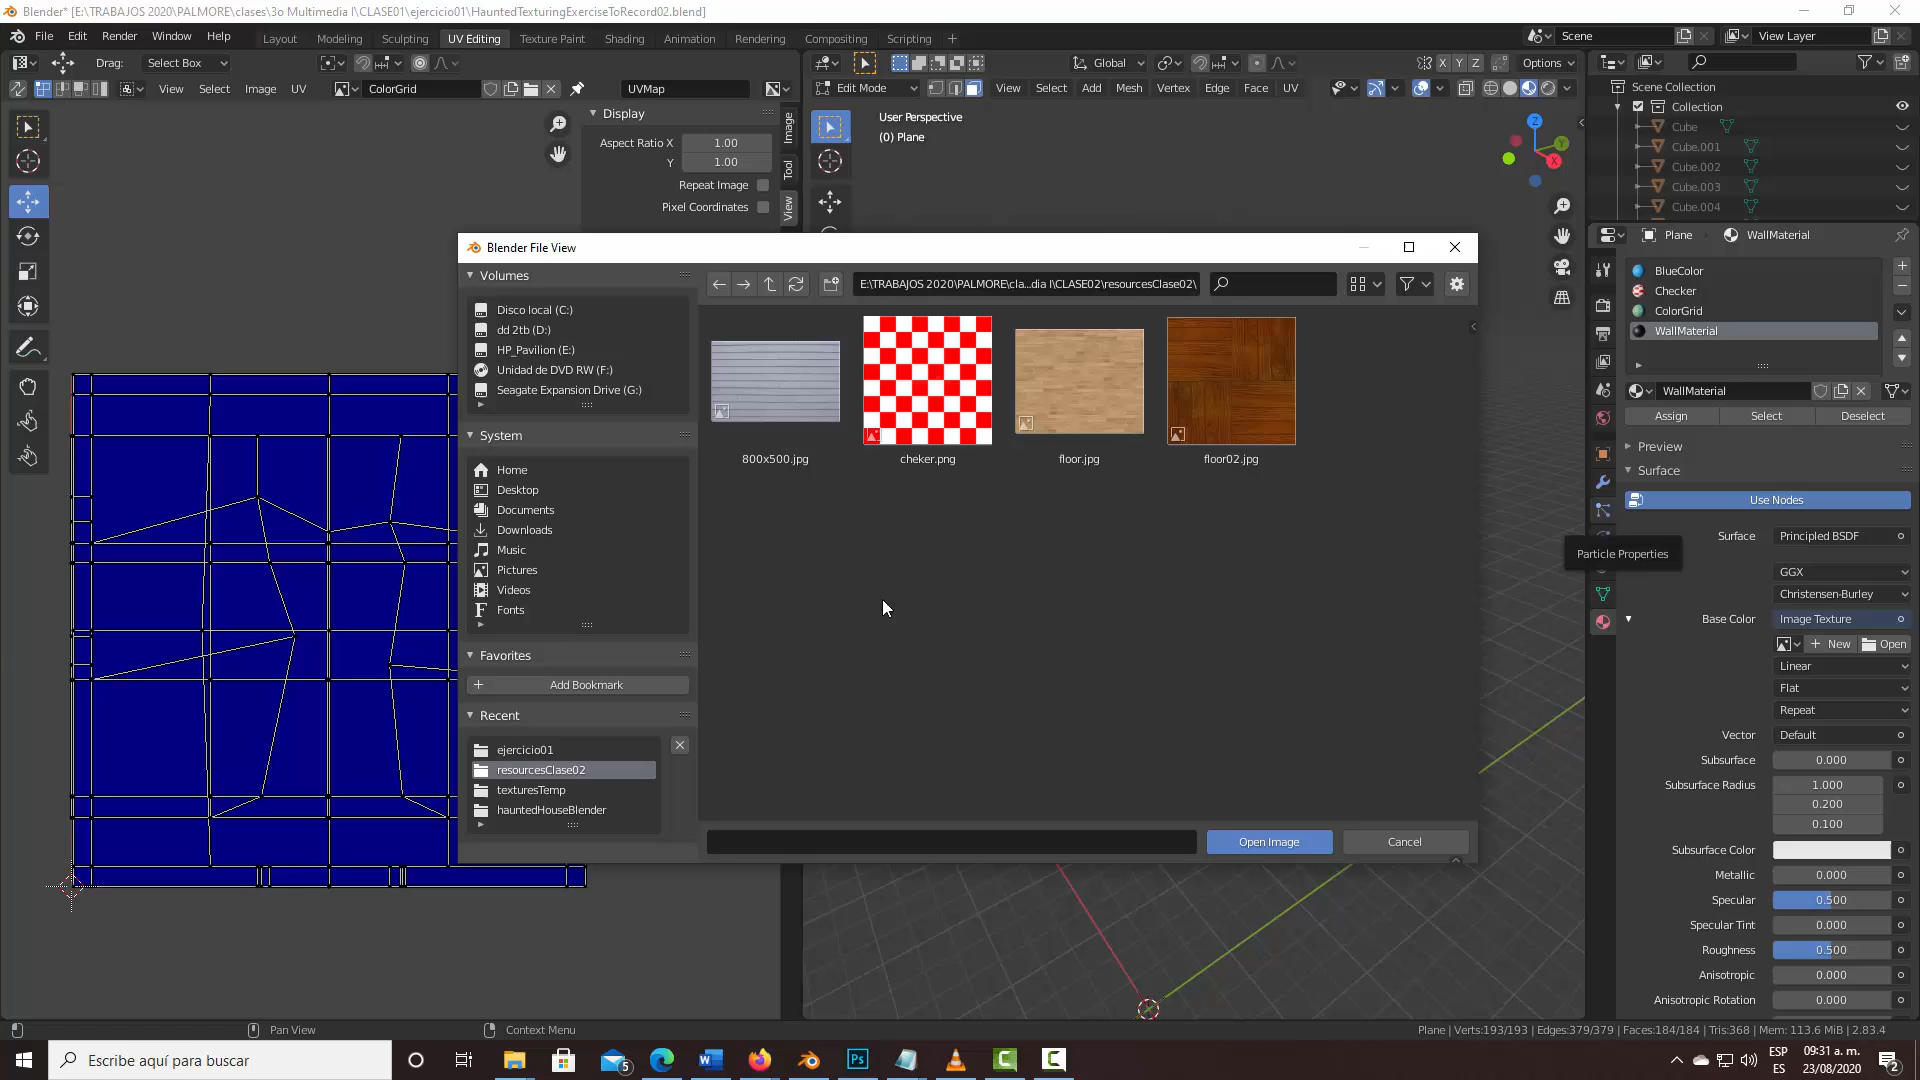 Blender* [E:\TRABAJOS 2020\PALMORE\clases\3o Multimedia I\CLASE01\ejercicio01\HauntedTexturingExerciseToRecord02.blend]
File Edit Render Window Help Layout Modeling Sculpting UV Editing Texture Paint Shading Animation Rendering Compositing Scripting + Scene View Layer
Drag: Select Box Global X Y Z Options
View Select Image UV ColorGrid UVMap Edit Mode View Select Add Mesh Vertex Edge Face UV
Scene Collection
Collection
Cube
Cube.001
Cube.002
Cube.003
Cube.004
Display
Aspect Ratio X 1.00
Y 1.00
Repeat Image
Pixel Coordinates
Image
Tool
View
User Perspective
(0) Plane
Z
Y
X
Blender File View
Volumes
Disco local (C:)
dd 2tb (D:)
HP_Pavilion (E:)
Unidad de DVD RW (F:)
Seagate Expansion Drive (G:)
System
Home
Desktop
Documents
Downloads
Music
Pictures
Videos
Fonts
Favorites
Add Bookmark
Recent
ejercicio01
resourcesClase02
texturesTemp
hauntedHouseBlender
E:\TRABAJOS 2020\PALMORE\cla...dia I\CLASE02\resourcesClase02\
800x500.jpg cheker.png floor.jpg floor02.jpg
Open Image Cancel
Plane WallMaterial
BlueColor
Checker
ColorGrid
WallMaterial
WallMaterial
Assign Select Deselect
Preview
Surface
Use Nodes
Surface Principled BSDF
Particle Properties
GGX
Christensen-Burley
Base Color Image Texture
New Open
Linear
Flat
Repeat
Vector Default
Subsurface 0.000
Subsurface Radius 1.000
0.200
0.100
Subsurface Color
Metallic 0.000
Specular 0.500
Specular Tint 0.000
Roughness 0.500
Anisotropic 0.000
Anisotropic Rotation 0.000
Pan View Context Menu Plane | Verts:193/193 | Edges:379/379 | Faces:184/184 | Tris:368 | Mem: 113.6 MiB | 2.83.4
Escribe aquí para buscar
5
W
Ps
C
C
ESP
ES
09:31 a. m.
23/08/2020
2